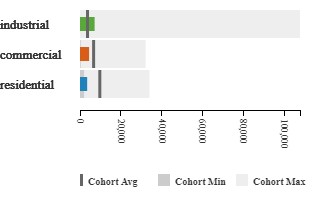 industrial
commercial
residential
0 20,000 40,000 60,000 80,000 100,000
Cohort Avg Cohort Min Cohort Max